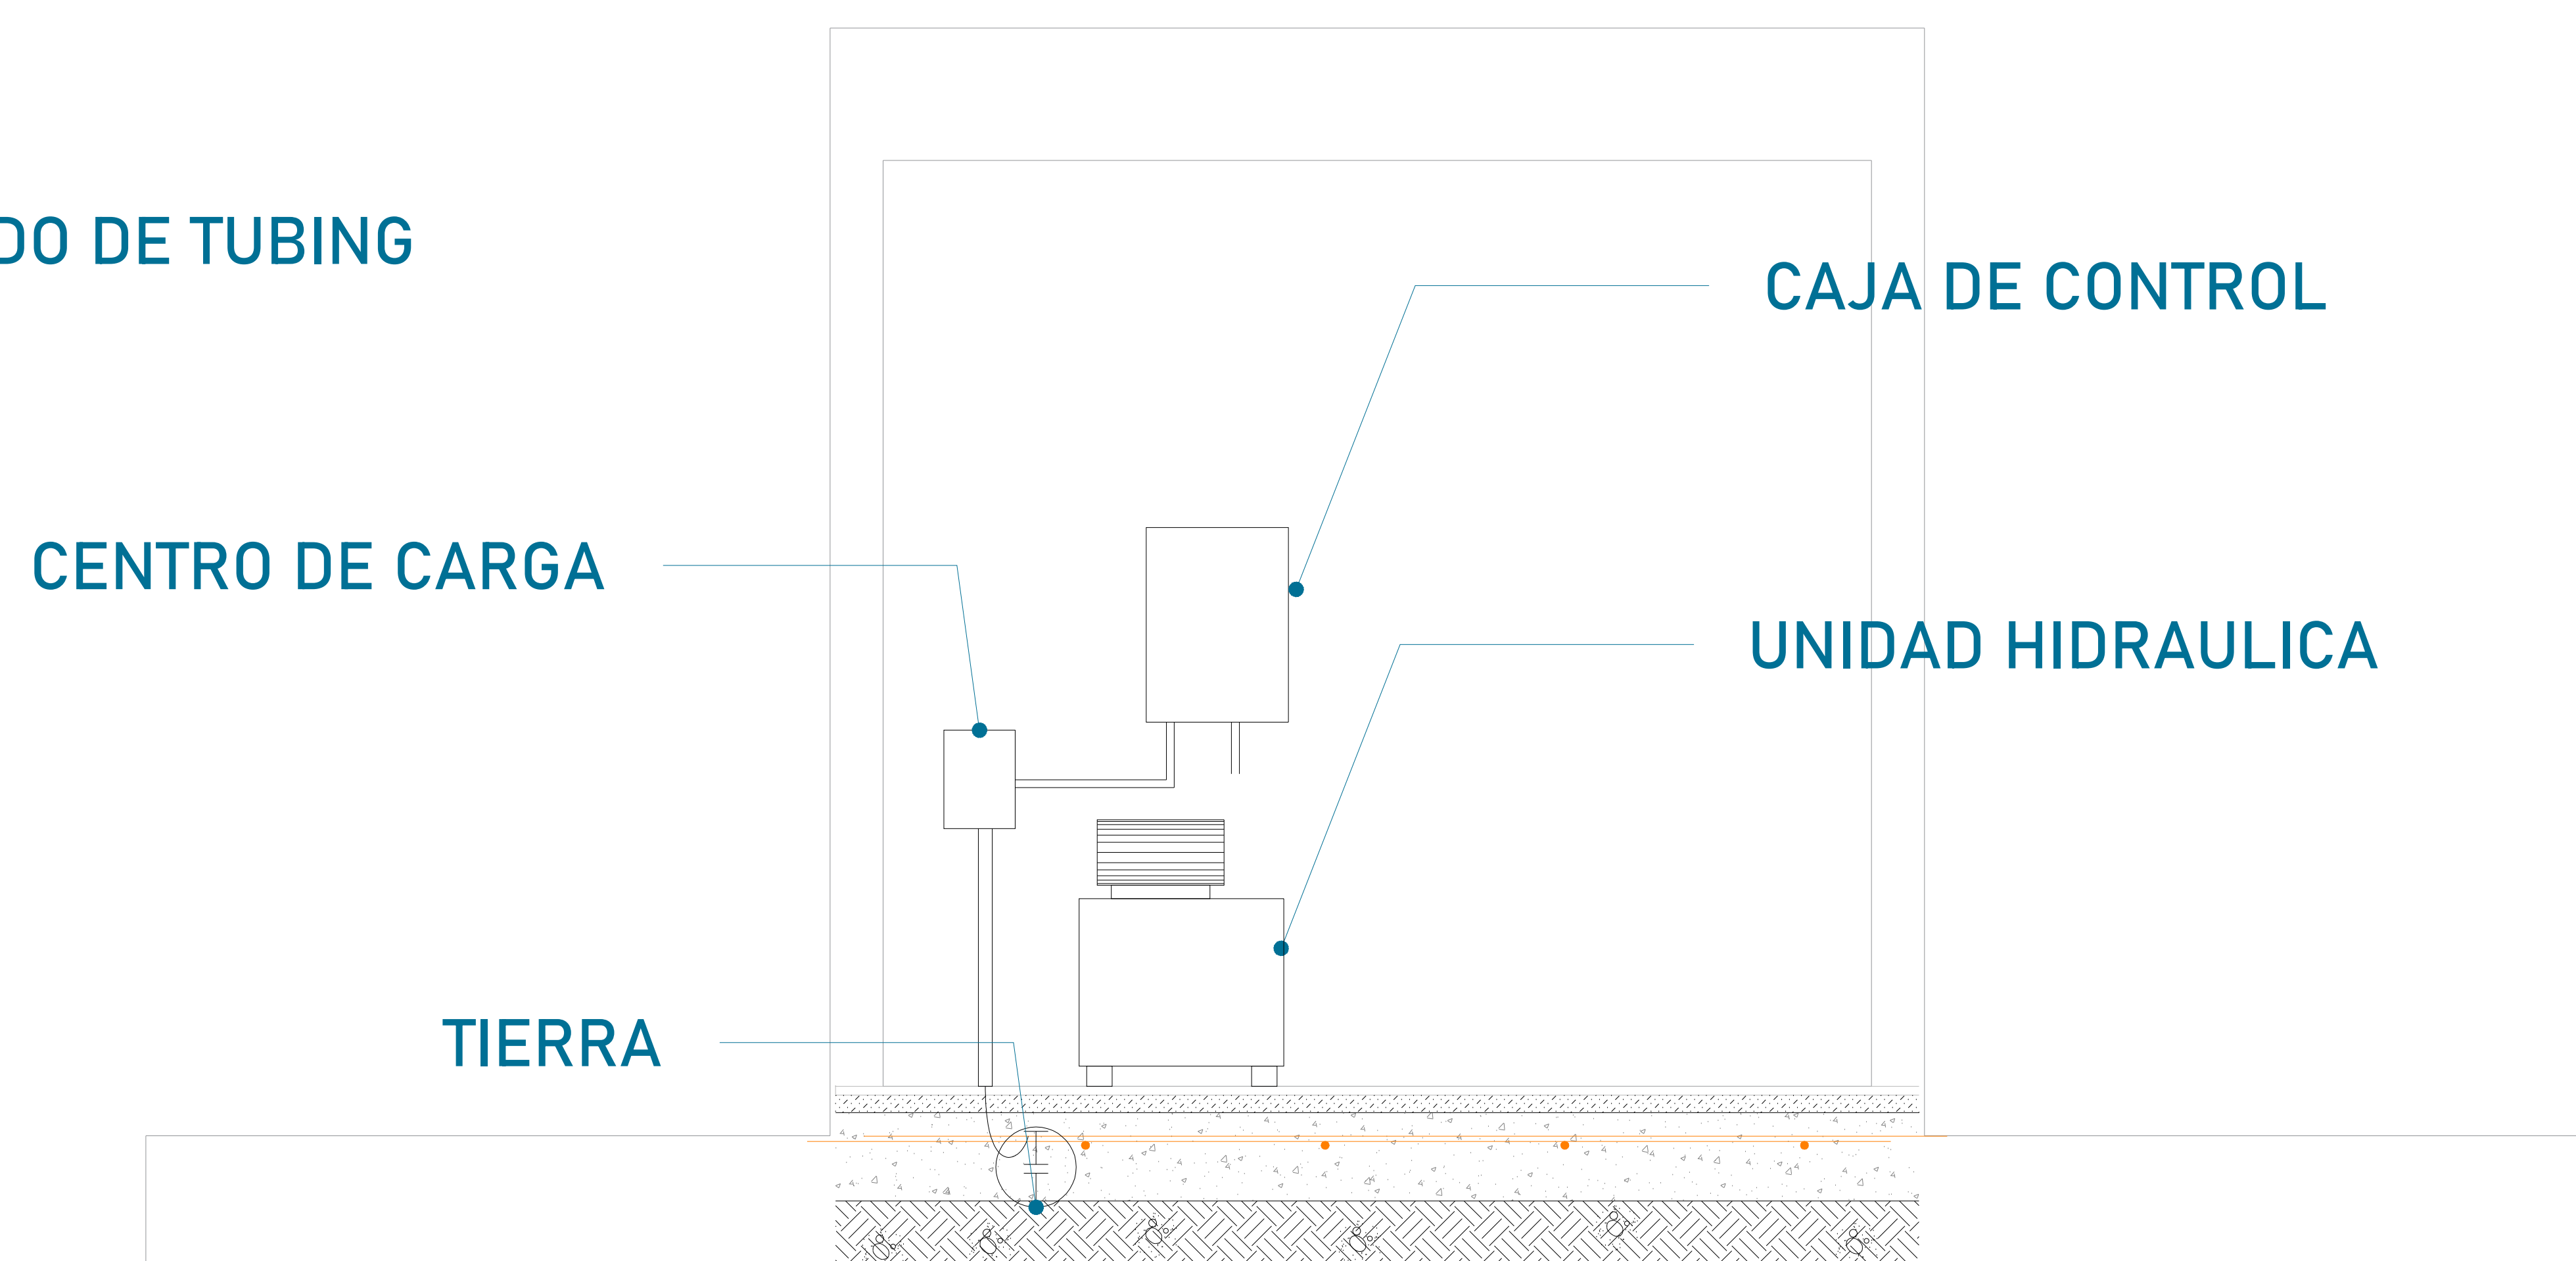 DO DE TUBING
CAJA DE CONTROL
CENTRO DE CARGA
UNIDAD HIDRAULICA
TIERRA